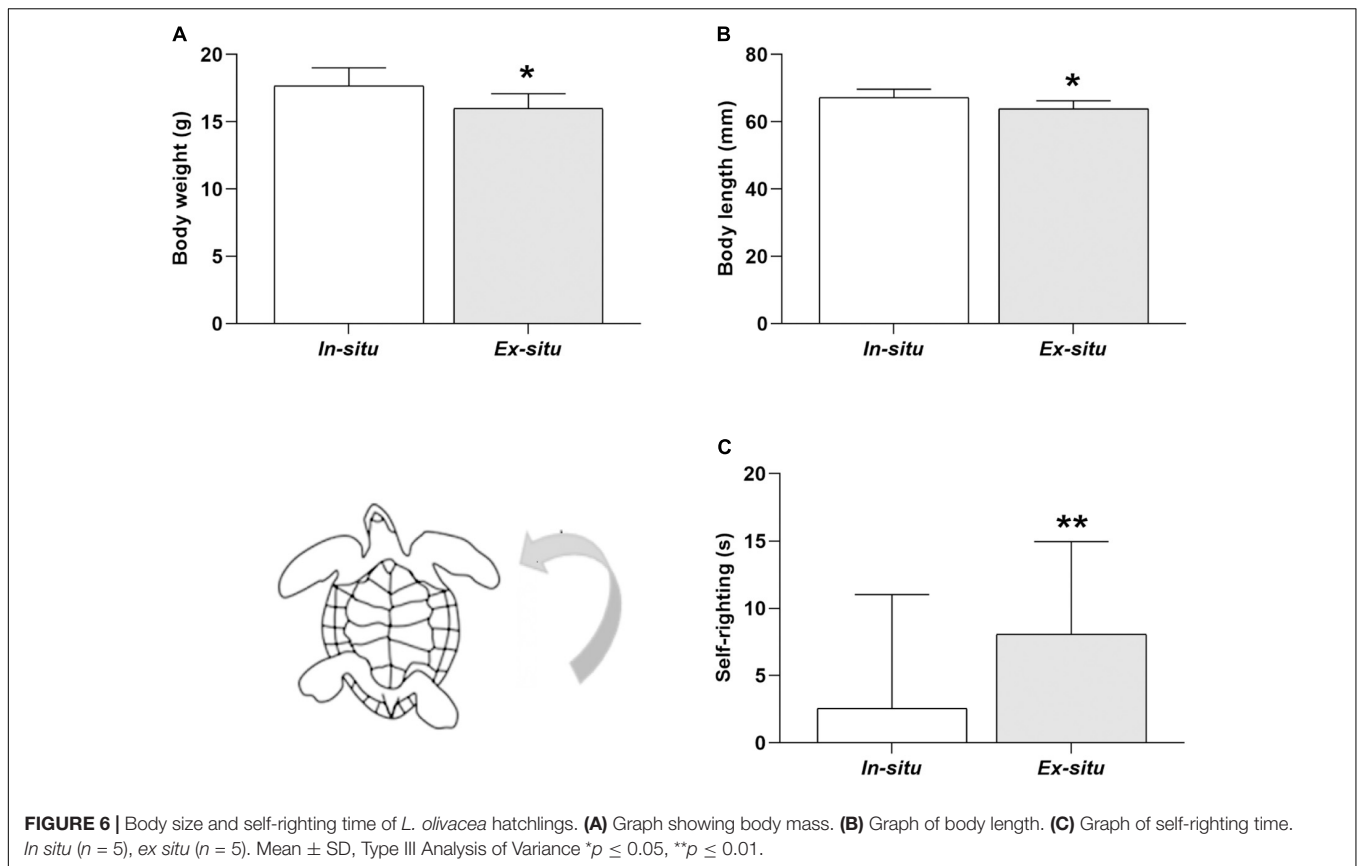 A
Body weight (g)
20
15
10
5
0
*
In-situ
Ex-situ
B
Body length (mm)
80
60
40
20
0
*
In-situ
Ex-situ
C
Self-righting (s)
20
15
10
5
0
**
In-situ
Ex-situ
FIGURE 6 | Body size and self-righting time of L. olivacea hatchlings. (A) Graph showing body mass. (B) Graph of body length. (C) Graph of self-righting time.
In situ (n = 5), ex situ (n = 5). Mean ± SD, Type III Analysis of Variance *p ≤ 0.05, **p ≤ 0.01.